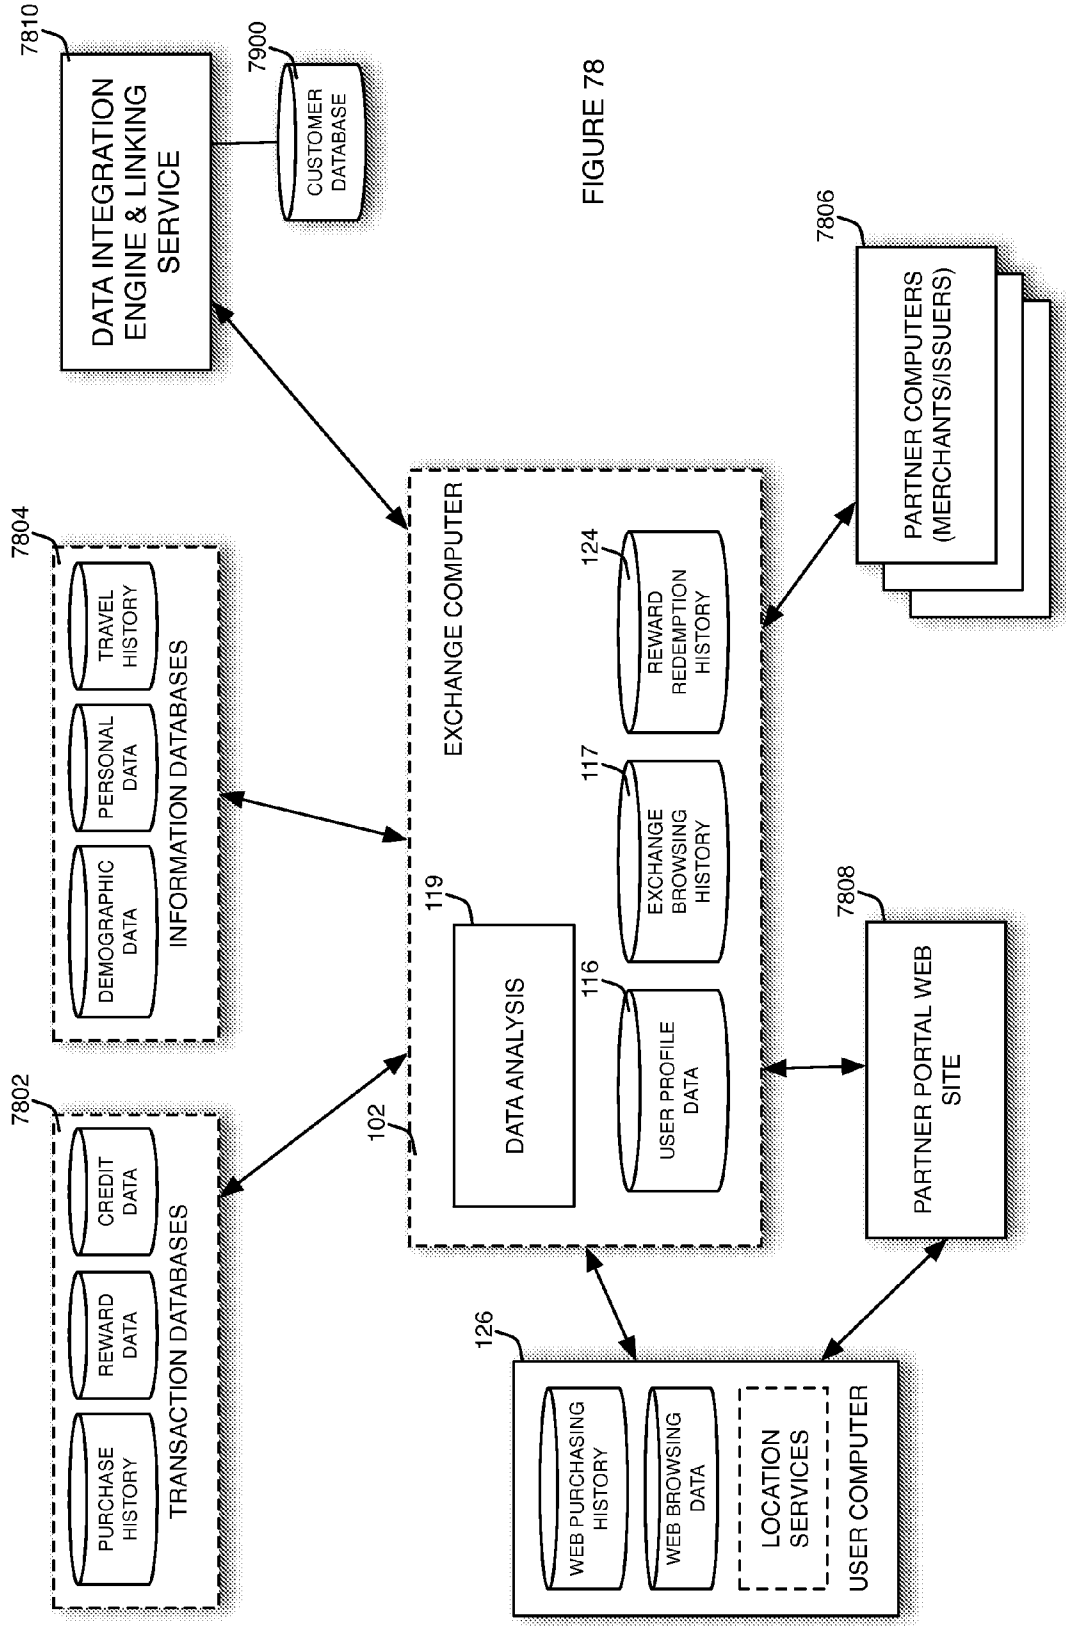 7802
PURCHASE
HISTORY
REWARD
DATA
CREDIT
DATA
TRANSACTION DATABASES
7804
DEMOGRAPHIC
DATA
PERSONAL
DATA
TRAVEL
HISTORY
INFORMATION DATABASES
7810
DATA INTEGRATION
ENGINE & LINKING
SERVICE
7900
CUSTOMER
DATABASE
102
EXCHANGE COMPUTER
119
DATA ANALYSIS
116
USER PROFILE
DATA
117
EXCHANGE
BROWSING
HISTORY
124
REWARD
REDEMPTION
HISTORY
126
WEB PURCHASING
HISTORY
WEB BROWSING
DATA
LOCATION
SERVICES
USER COMPUTER
7808
PARTNER PORTAL WEB
SITE
7806
PARTNER COMPUTERS
(MERCHANTS/ISSUERS)
FIGURE 78